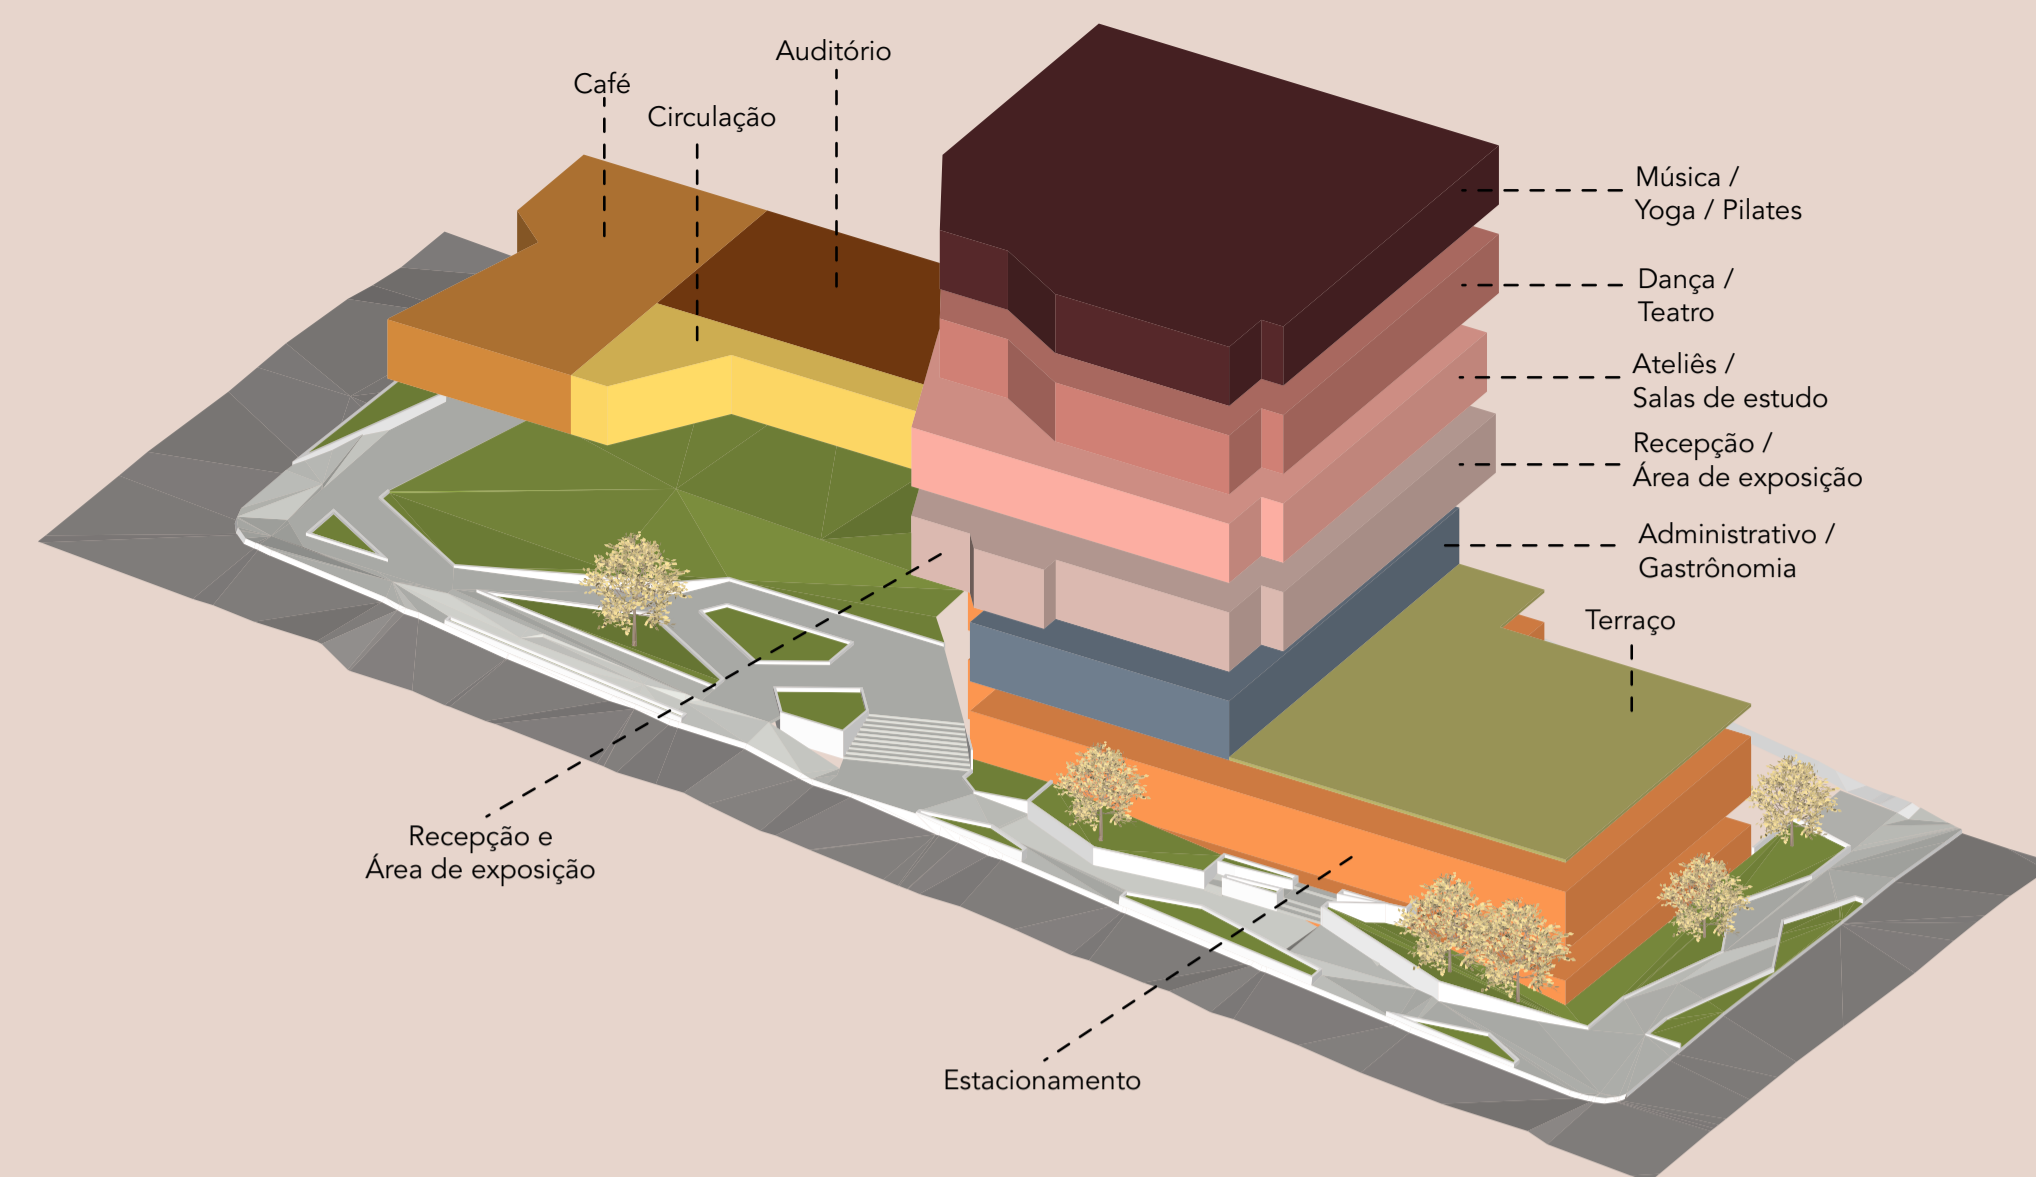 Auditório
Café
Circulação
Música /
Yoga / Pilates
Dança /
Teatro
Ateliês /
Salas de estudo
Recepção /
Área de exposição
Administrativo /
Gastrônomia
Terraço
Recepção e
Área de exposição
Estacionamento